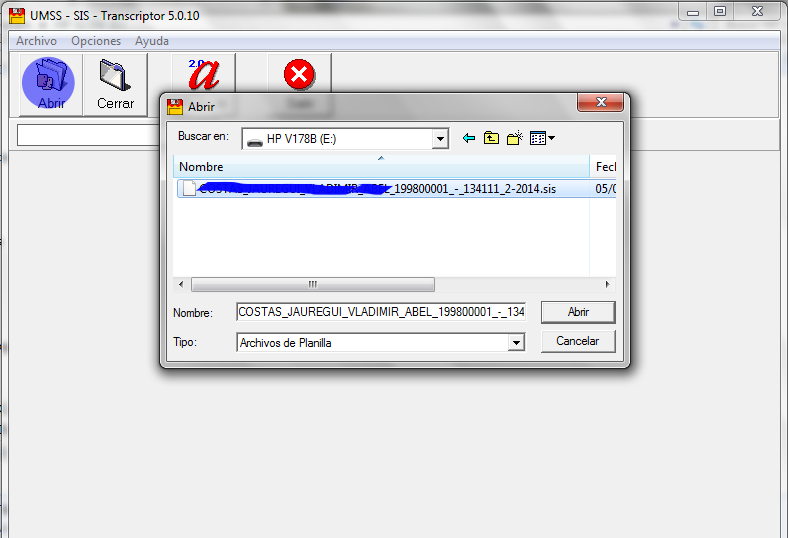 UMSS - SIS - Transcriptor 5.0.10
Archivo Opciones Ayuda
2.0
a
Abrir Cerrar
Abrir
Buscar en: HP V178B (E:)
Nombre Fecl
_199800001_-_134111_2-2014.sis 05/0
Nombre: COSTAS_JAUREGUI_VLADIMIR_ABEL_199800001_-_134 Abrir
Tipo: Archivos de Planilla Cancelar